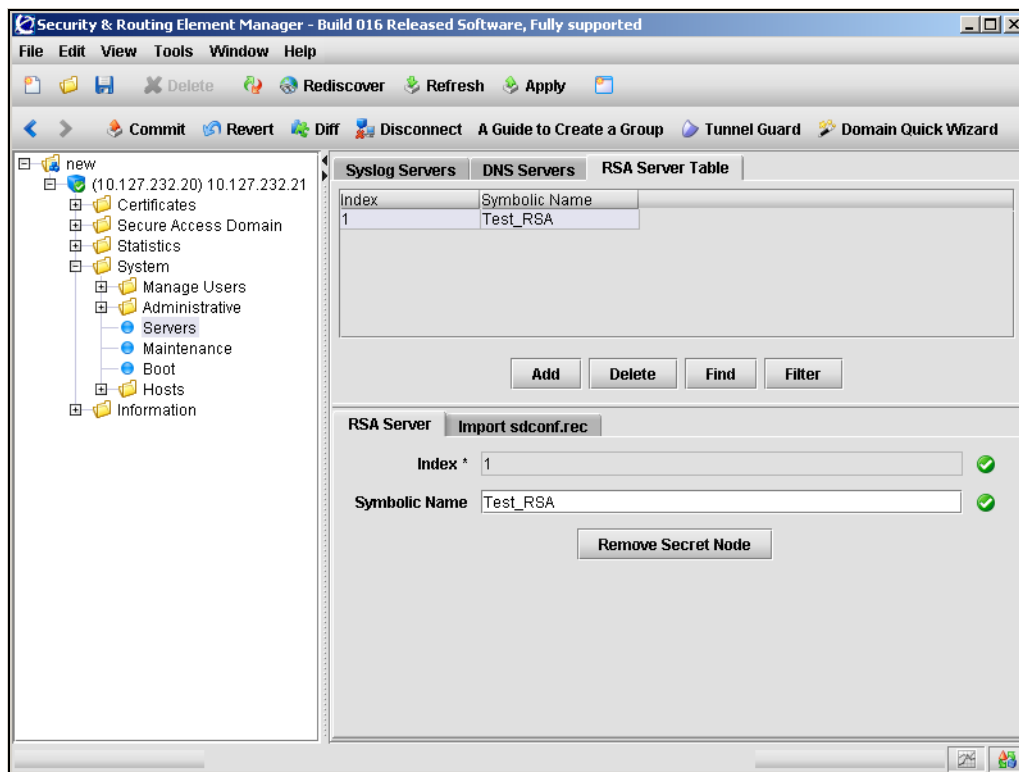 Security & Routing Element Manager - Build 016 Released Software, Fully supported
File Edit View Tools Window Help
Delete Rediscover Refresh Apply
Commit Revert Diff Disconnect A Guide to Create a Group Tunnel Guard Domain Quick Wizard
new
(10.127.232.20) 10.127.232.21
Certificates
Secure Access Domain
Statistics
System
Manage Users
Administrative
Servers
Maintenance
Boot
Hosts
Information
Syslog Servers DNS Servers RSA Server Table
Index Symbolic Name
1 Test_RSA
Add Delete Find Filter
RSA Server Import sdconf.rec
Index * 1
Symbolic Name Test_RSA
Remove Secret Node